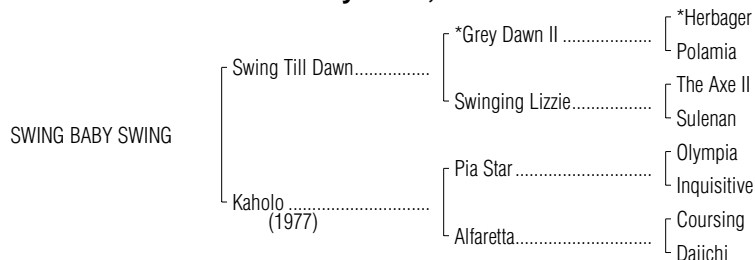 *Herbager
*Grey Dawn II
Polamia
Swing Till Dawn
The Axe II
Swinging Lizzie
Sulenan
SWING BABY SWING
Olympia
Pia Star
Inquisitive
Kaholo
(1977)
Coursing
Alfaretta
Daiichi